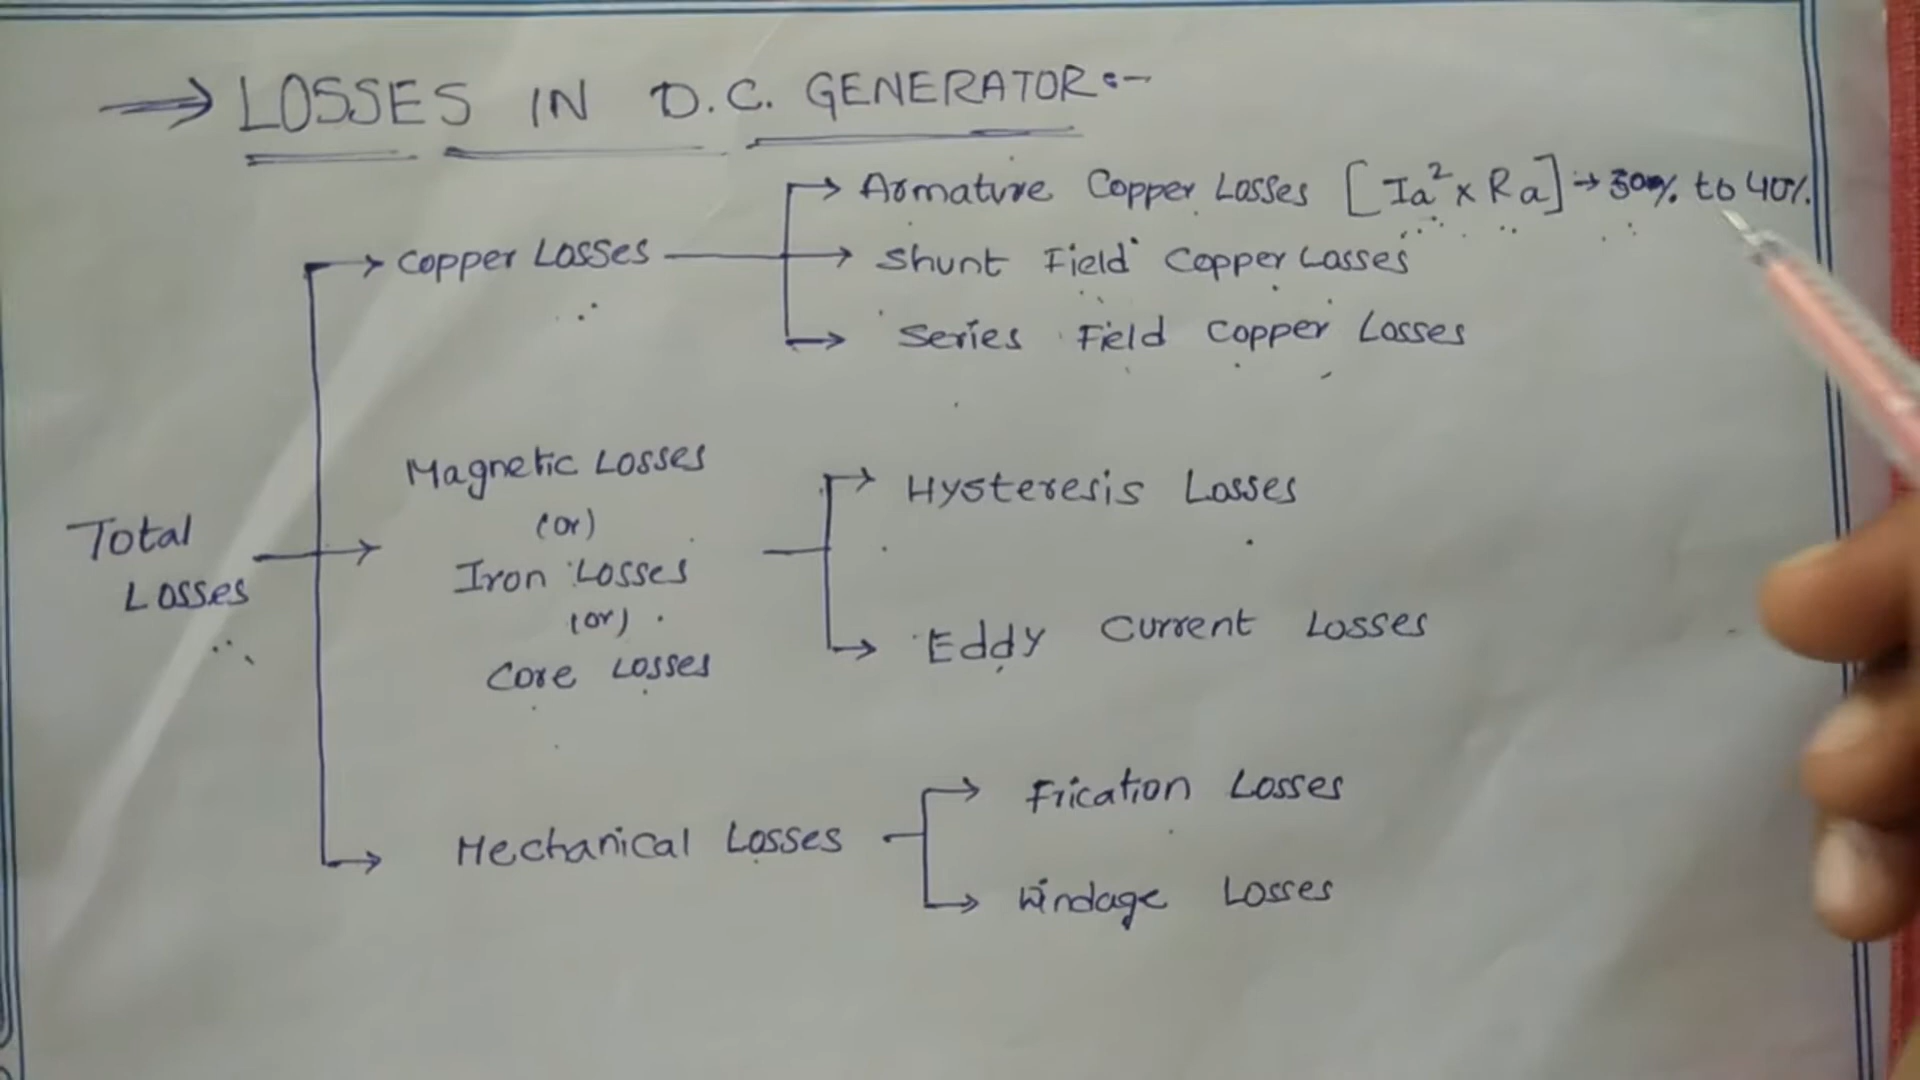 → LOSSES IN D.C. GENERATOR:-
→ Armature Copper Losses [Ia² x Ra] → 30% to 40%.
→ Copper Losses
→ Shunt Field Copper Losses
→ Series Field Copper Losses
Magnetic Losses
(or)
Iron Losses
(or)
Core Losses
→ Hysteresis Losses
→ Eddy Current Losses
Total
Losses
→ Mechanical Losses
→ Frication Losses
→ Windage Losses